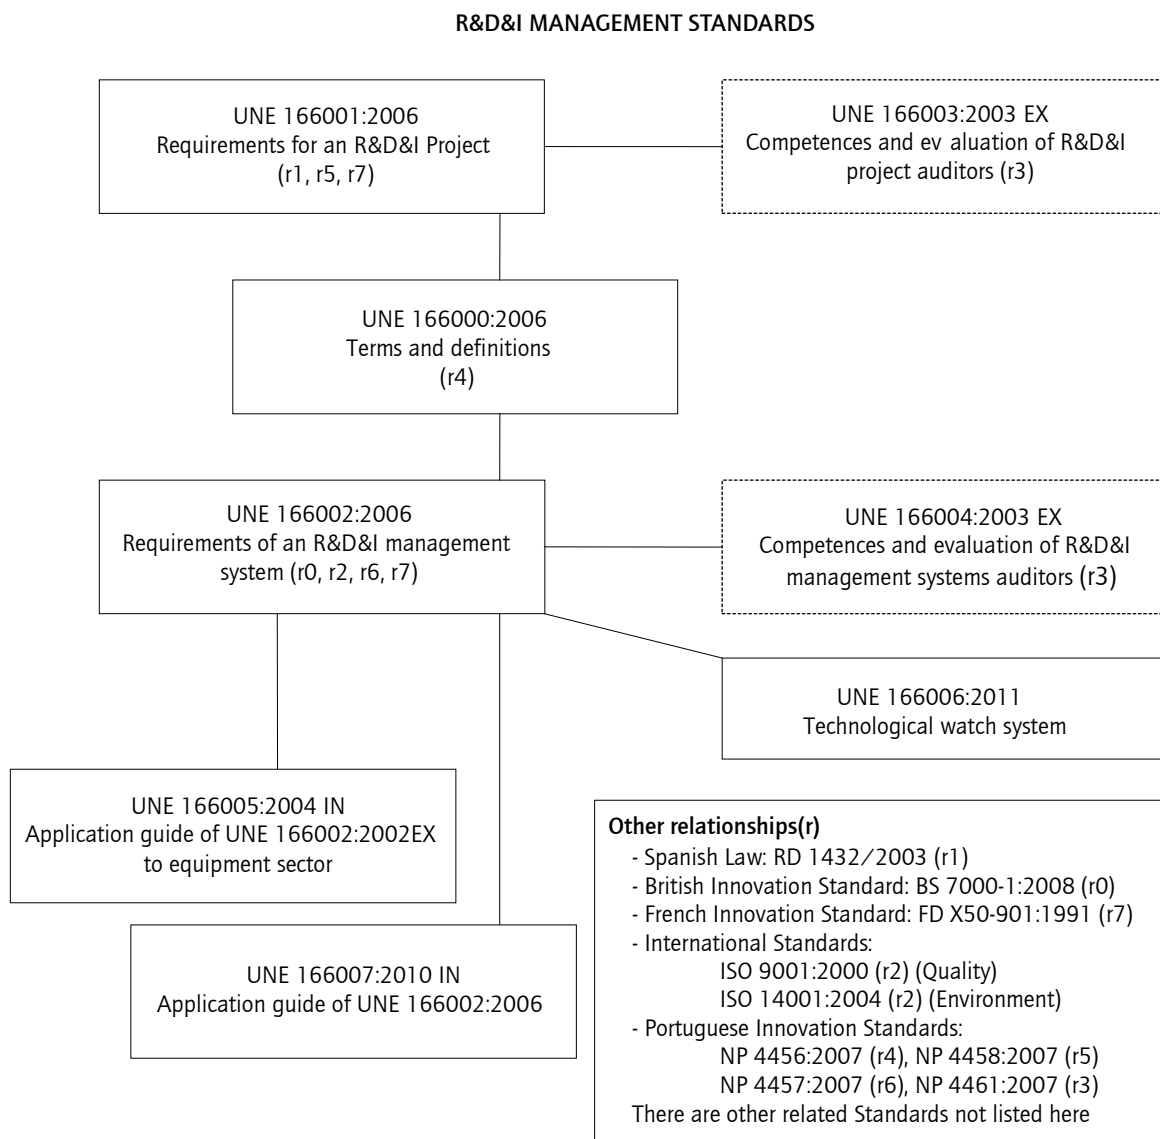 R&D&I MANAGEMENT STANDARDS
UNE 166001:2006
Requirements for an R&D&I Project
(r1, r5, r7)
UNE 166003:2003 EX
Competences and ev aluation of R&D&I
project auditors (r3)
UNE 166000:2006
Terms and definitions
(r4)
UNE 166002:2006
Requirements of an R&D&I management
system (r0, r2, r6, r7)
UNE 166004:2003 EX
Competences and evaluation of R&D&I
management systems auditors (r3)
UNE 166006:2011
Technological watch system
UNE 166005:2004 IN
Application guide of UNE 166002:2002EX
to equipment sector
UNE 166007:2010 IN
Application guide of UNE 166002:2006
Other relationships(r)
- Spanish Law: RD 1432/2003 (r1)
- British Innovation Standard: BS 7000-1:2008 (r0)
- French Innovation Standard: FD X50-901:1991 (r7)
- International Standards:
ISO 9001:2000 (r2) (Quality)
ISO 14001:2004 (r2) (Environment)
- Portuguese Innovation Standards:
NP 4456:2007 (r4), NP 4458:2007 (r5)
NP 4457:2007 (r6), NP 4461:2007 (r3)
There are other related Standards not listed here